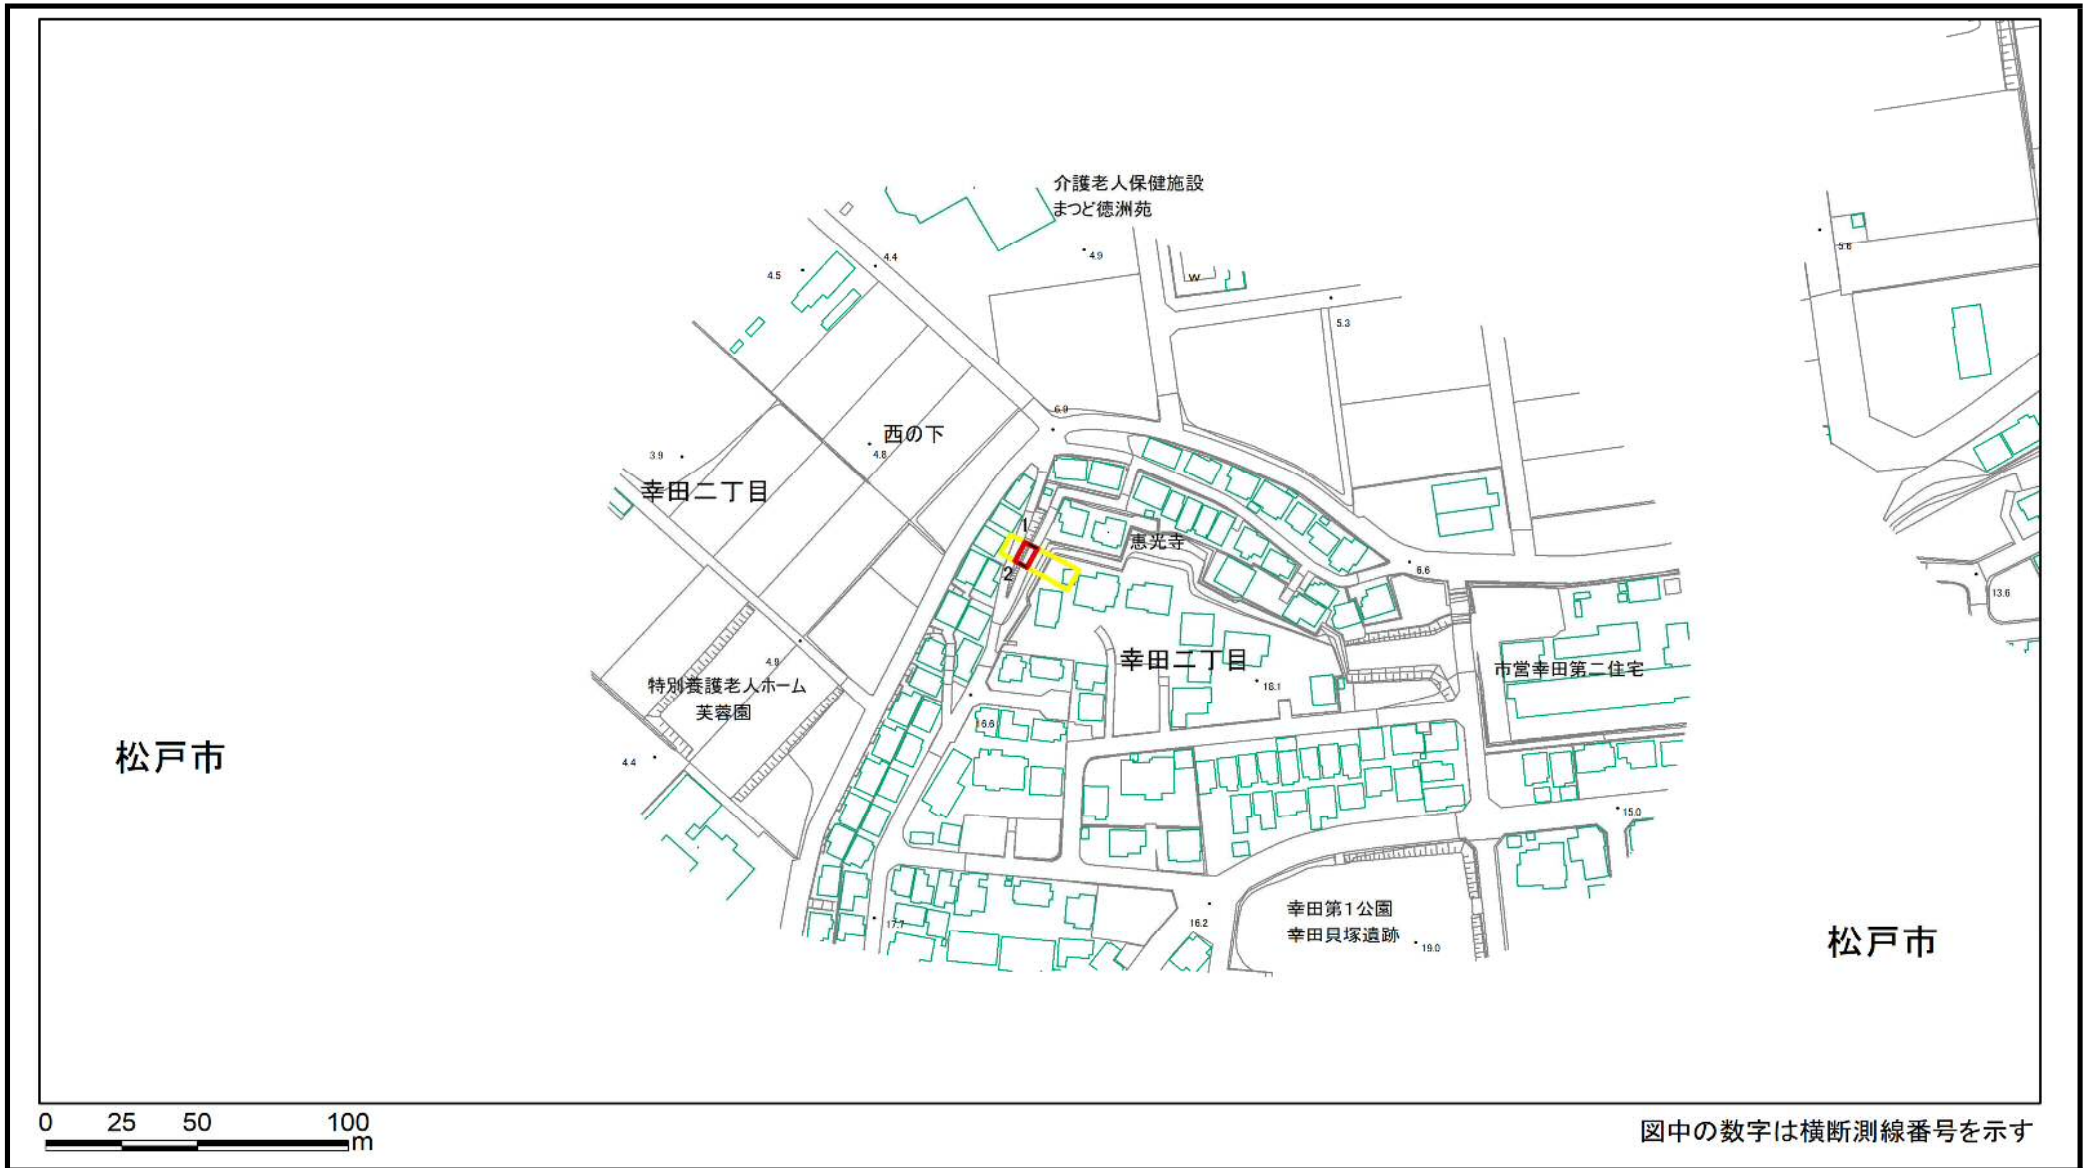 介護老人保健施設
まつど徳洲苑
4.9
4.4
4.5
W
5.3
6.9
西の下
4.8
3.9
幸田二丁目
1
惠光寺
2
6.6
13.6
幸田二丁目
市営幸田第二住宅
4.8
特別養護老人ホーム
芙蓉園
16.6
4.4
松戸市
15.0
幸田第1公園
幸田貝塚遺跡
16.2
17.7
19.0
松戸市
0 25 50 100
m
図中の数字は横断測線番号を示す